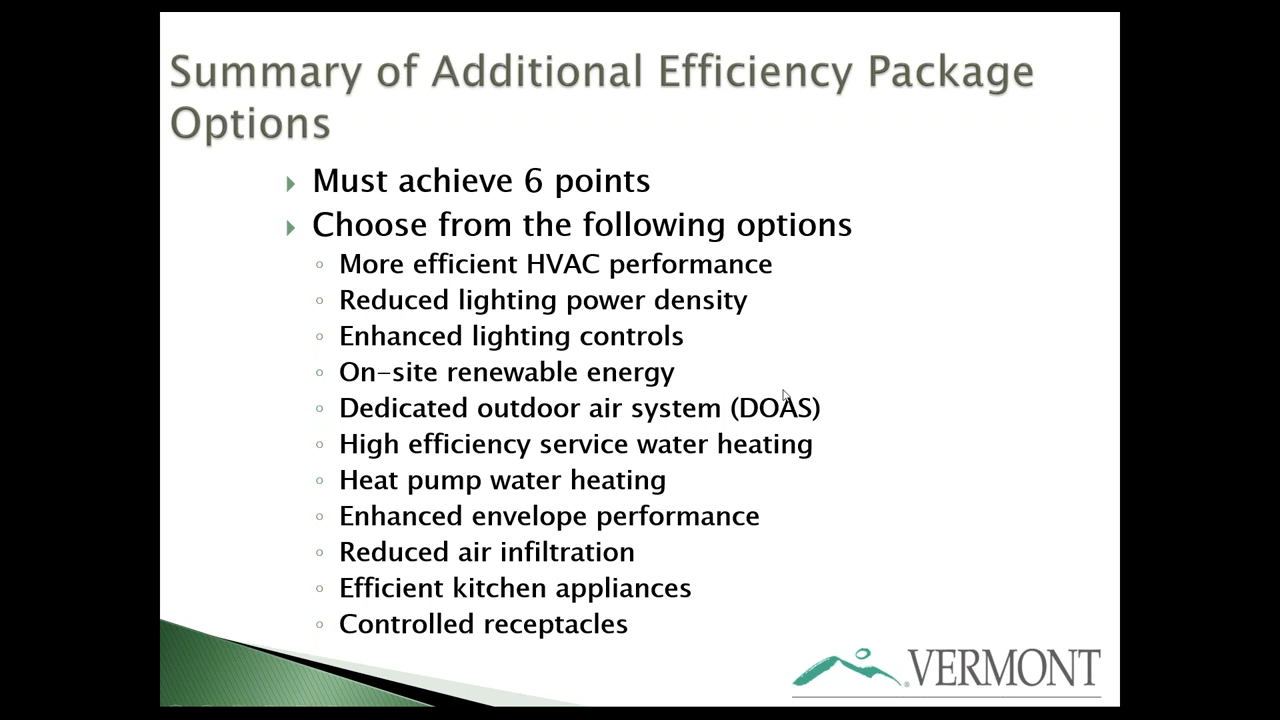 Summary of Additional Efficiency Package
Options
Must achieve 6 points
Choose from the following options
More efficient HVAC performance
Reduced lighting power density
Enhanced lighting controls
On-site renewable energy
Dedicated outdoor air system (DOAS)
High efficiency service water heating
Heat pump water heating
Enhanced envelope performance
Reduced air infiltration
Efficient kitchen appliances
Controlled receptacles
VERMONT